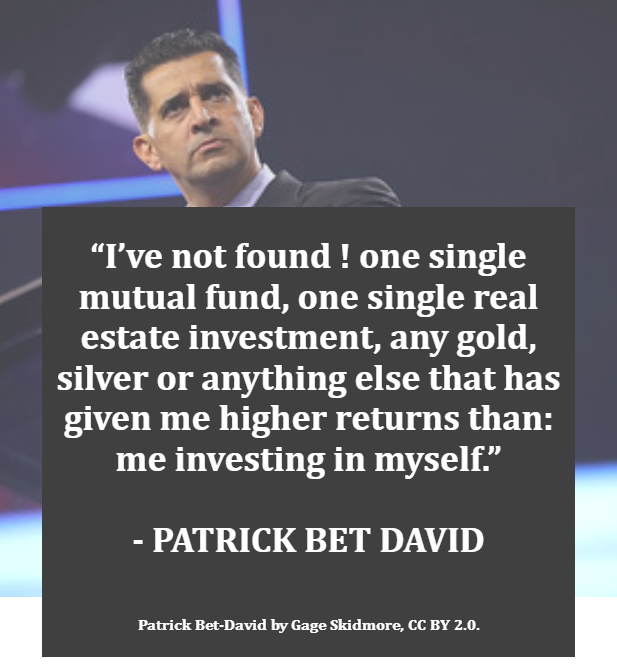 “I’ve not found ! one single
mutual fund, one single real
estate investment, any gold,
silver or anything else that has
given me higher returns than:
me investing in myself.”
- PATRICK BET DAVID
Patrick Bet-David by Gage Skidmore, CC BY 2.0.